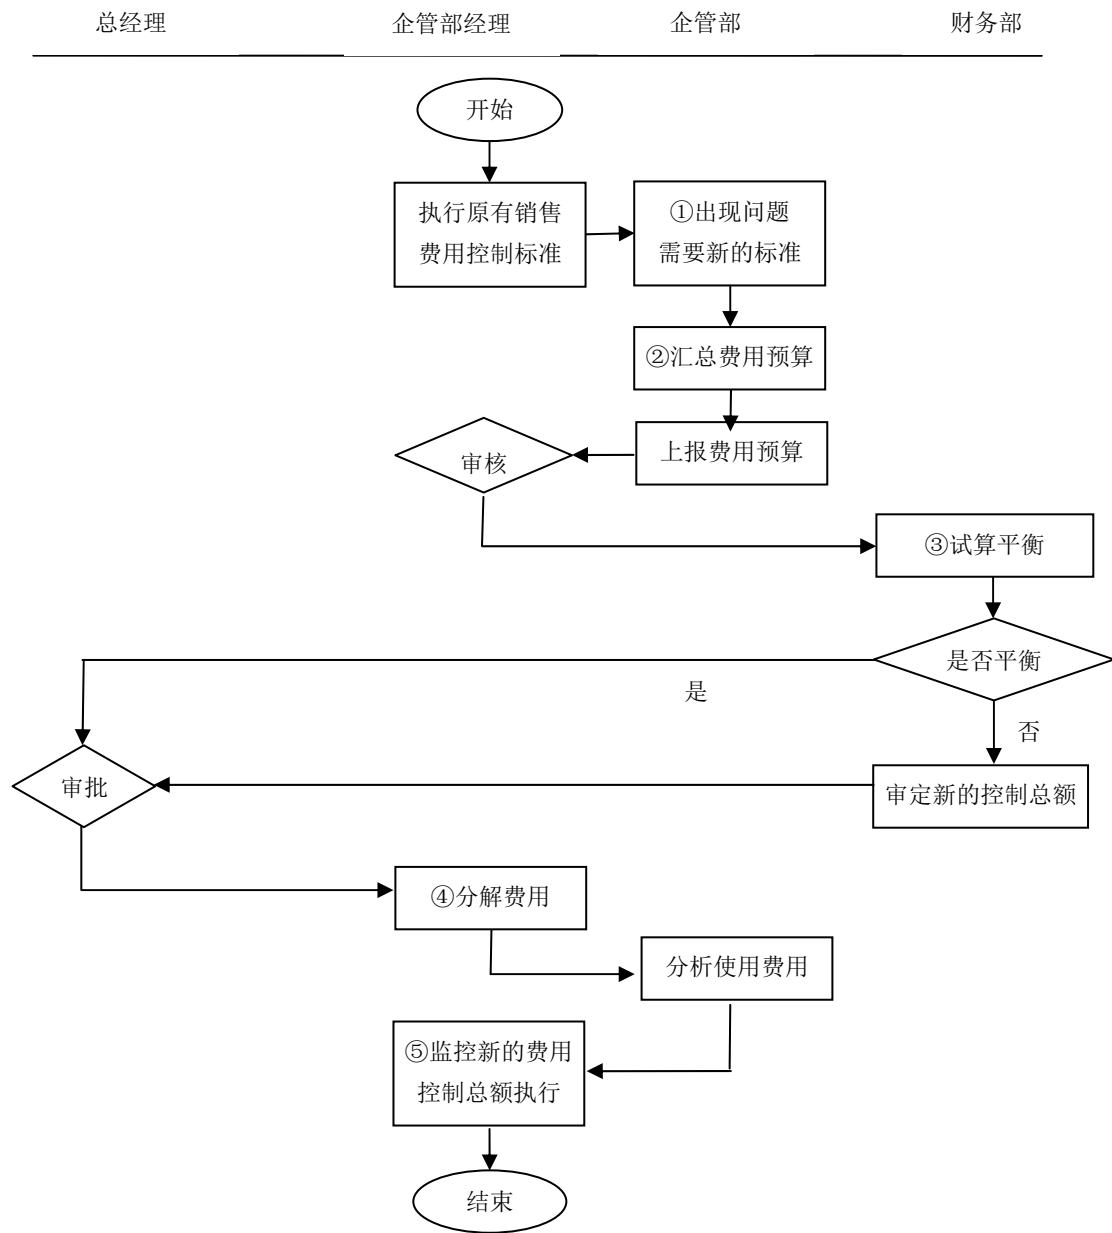 总经理
企管部经理
企管部
财务部
开始
执行原有销售
费用控制标准
①出现问题
需要新的标准
②汇总费用预算
上报费用预算
审核
③试算平衡
是否平衡
是
否
审批
审定新的控制总额
④分解费用
分析使用费用
⑤监控新的费用
控制总额执行
结束